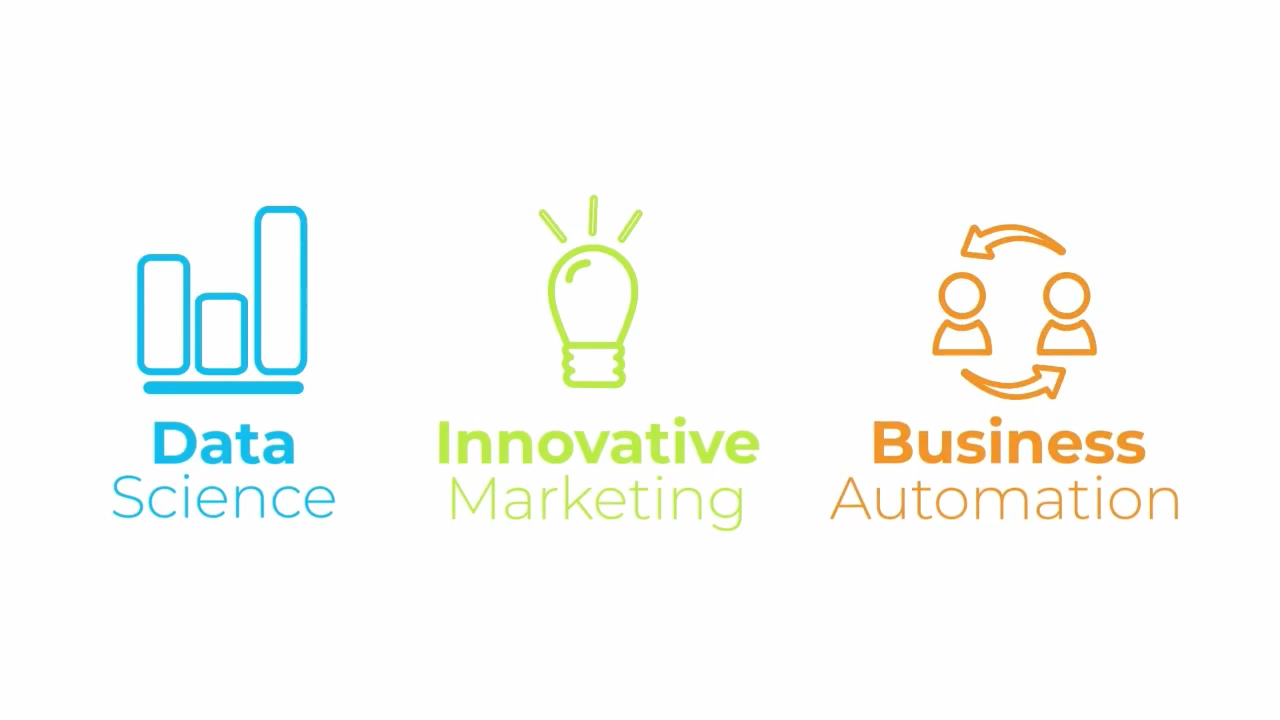 Data
Science
Innovative
Marketing
Business
Automation